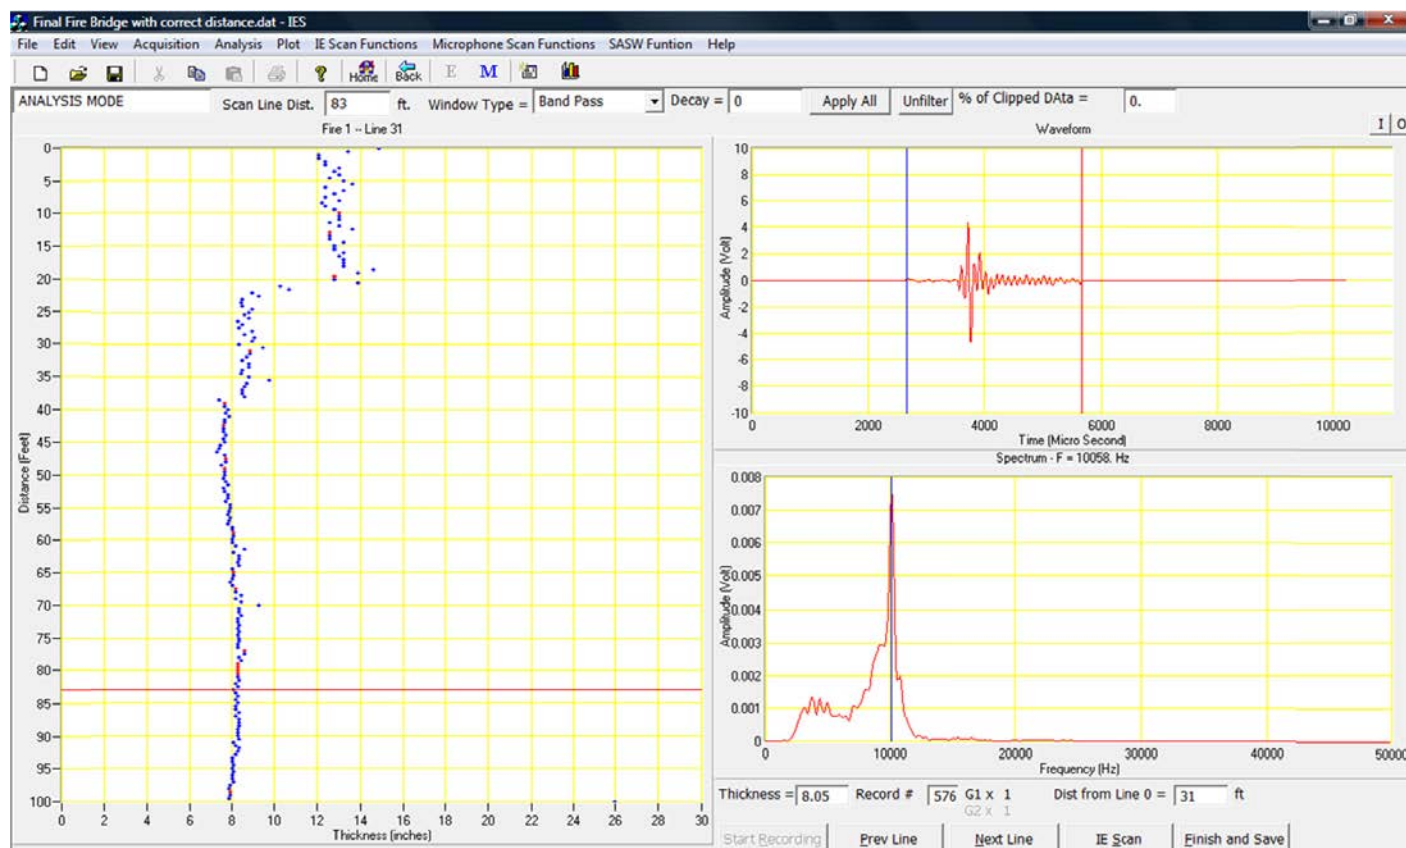 Final Fire Bridge with correct distance.dat - IES
File Edit View Acquisition Analysis Plot IE Scan Functions Microphone Scan Functions SASW Funtion Help
Home Back E M
ANALYSIS MODE Scan Line Dist. 83 ft. Window Type = Band Pass Decay = 0 Apply All Unfilter % of Clipped DAta = 0.
Fire 1 -- Line 31
0
5
10
15
20
25
30
35
40
45
50
55
60
65
70
75
80
85
90
95
100
Distance (Feet)
0 2 4 6 8 10 12 14 16 18 20 22 24 26 28 30
Thickness (inches)
Waveform
I O
10
8
6
4
2
0
-2
-4
-6
-8
-10
Amplitude (Volt)
0 2000 4000 6000 8000 10000
Time (Micro Second)
Spectrum - F = 10058. Hz
0.008
0.007
0.006
0.005
0.004
0.003
0.002
0.001
0
Amplitude (Volt)
0 10000 20000 30000 40000 50000
Frequency (Hz)
Thickness = 8.05 Record # 576 G1 x 1 Dist from Line 0 = 31 ft
G2 x 1
Start Recording Prev Line Next Line IE Scan Finish and Save